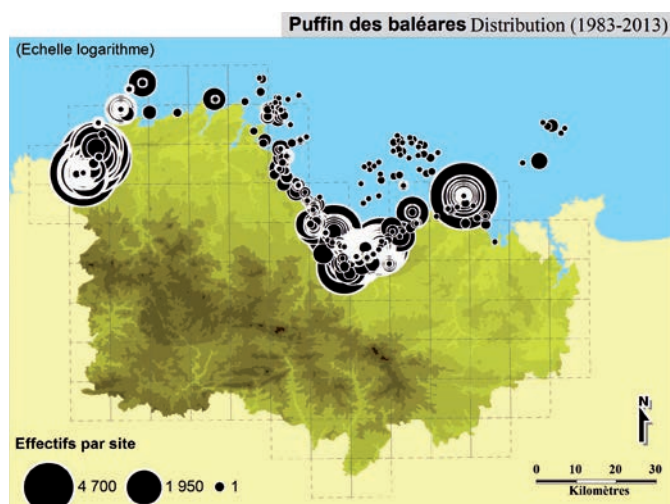 Puffin des baléares Distribution (1983-2013)
(Echelle logarithme)
N
Effectifs par site
4 700 1 950 1
0 10 20 30
Kilomètres